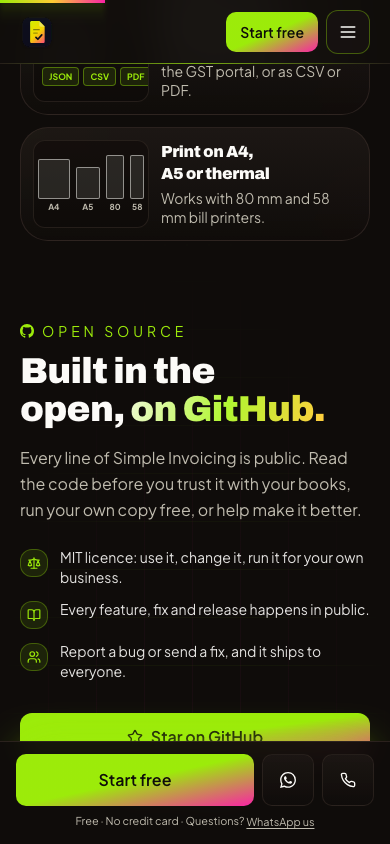 Start free
JSON CSV PDF
the GST portal, or as CSV or
PDF.
A4 A5 80 58
Print on A4,
A5 or thermal
Works with 80 mm and 58
mm bill printers.
OPEN SOURCE
Built in the
open, on GitHub.
Every line of Simple Invoicing is public. Read
the code before you trust it with your books,
run your own copy free, or help make it better.
MIT licence: use it, change it, run it for your own
business.
Every feature, fix and release happens in public.
Report a bug or send a fix, and it ships to
everyone.
Star on GitHub
Start free
Free · No credit card · Questions? WhatsApp us